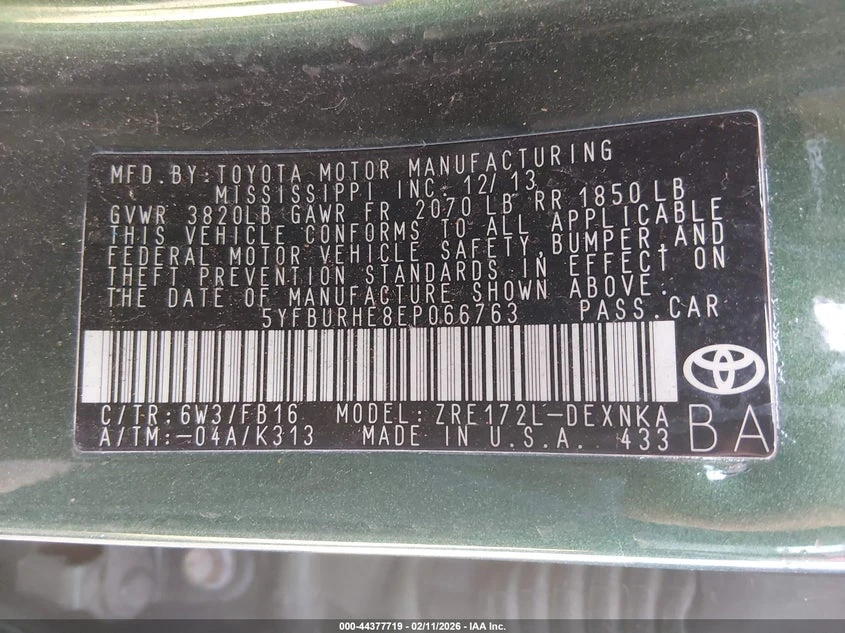 MFD.BY:TOYOTA MOTOR MANUFACTURING
MISSISSIPPI INC. 12/13
GVWR 3820LB GAWR FR 2070 LB RR 1850 LB
THIS VEHICLE CONFORMS TO ALL APPLICABLE
FEDERAL MOTOR VEHICLE SAFETY,BUMPER,AND
THEFT PREVENTION STANDARDS IN EFFECT ON
THE DATE OF MANUFACTURE SHOWN ABOVE.
5YFBURHE8EP066763 PASS.CAR
C/TR:6W3/FB16 MODEL: ZRE172L-DEXNKA
A/TM:-04A/K313 MADE IN U.S.A. 433
BA
000-44377719 - 02/11/2026 - IAA Inc.